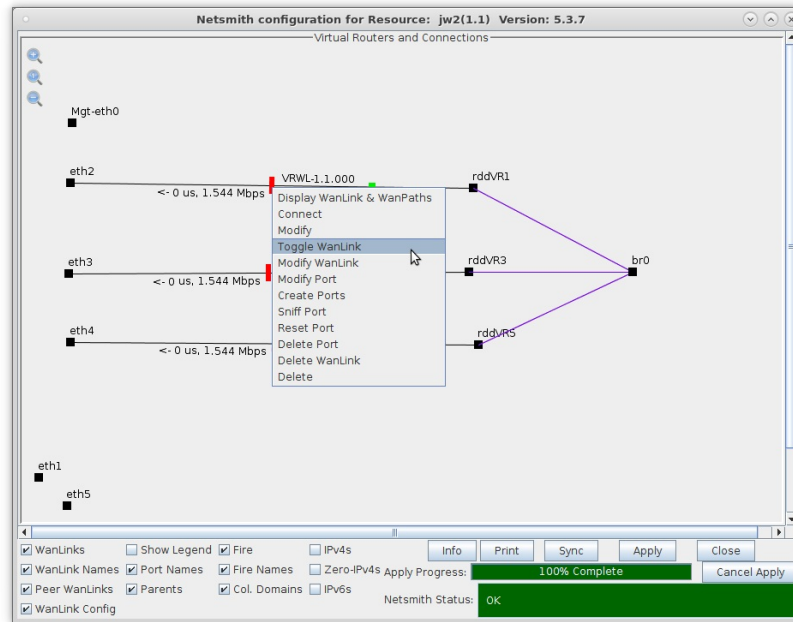 Netsmith configuration for Resource: jw2(1.1) Version: 5.3.7
Virtual Routers and Connections
Mgt-eth0
eth2
VRWL-1.1.000
rddVR1
<- 0 us, 1.544 Mbps
Display WanLink & WanPaths
Connect
Modify
Toggle WanLink
Modify WanLink
Modify Port
Create Ports
Sniff Port
Reset Port
Delete Port
Delete WanLink
Delete
eth3
rddVR3
br0
<- 0 us, 1.544 Mbps
eth4
rddVR5
<- 0 us, 1.544 Mbps
eth1
eth5
WanLinks Show Legend Fire IPv4s Info Print Sync Apply Close
WanLink Names Port Names Fire Names Zero-IPv4s Apply Progress: 100% Complete Cancel Apply
Peer WanLinks Parents Col. Domains IPv6s Netsmith Status: OK
WanLink Config